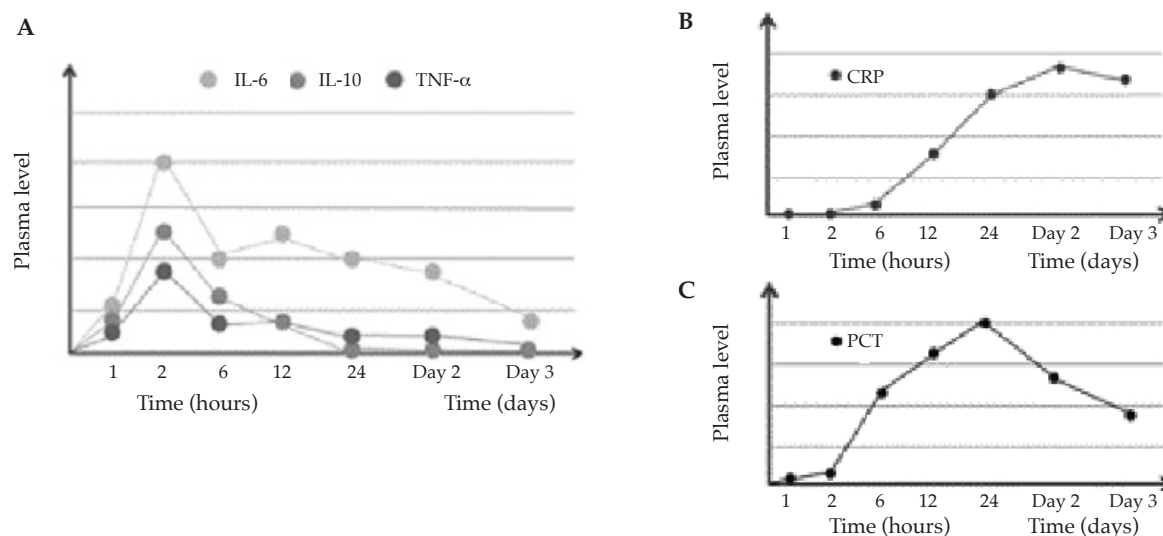 A
IL-6 IL-10 TNF-α
Plasma level
1 2 6 12 24 Day 2 Day 3
Time (hours) Time (days)
B
CRP
Plasma level
1 2 6 12 24 Day 2 Day 3
Time (hours) Time (days)
C
PCT
Plasma level
1 2 6 12 24 Day 2 Day 3
Time (hours) Time (days)